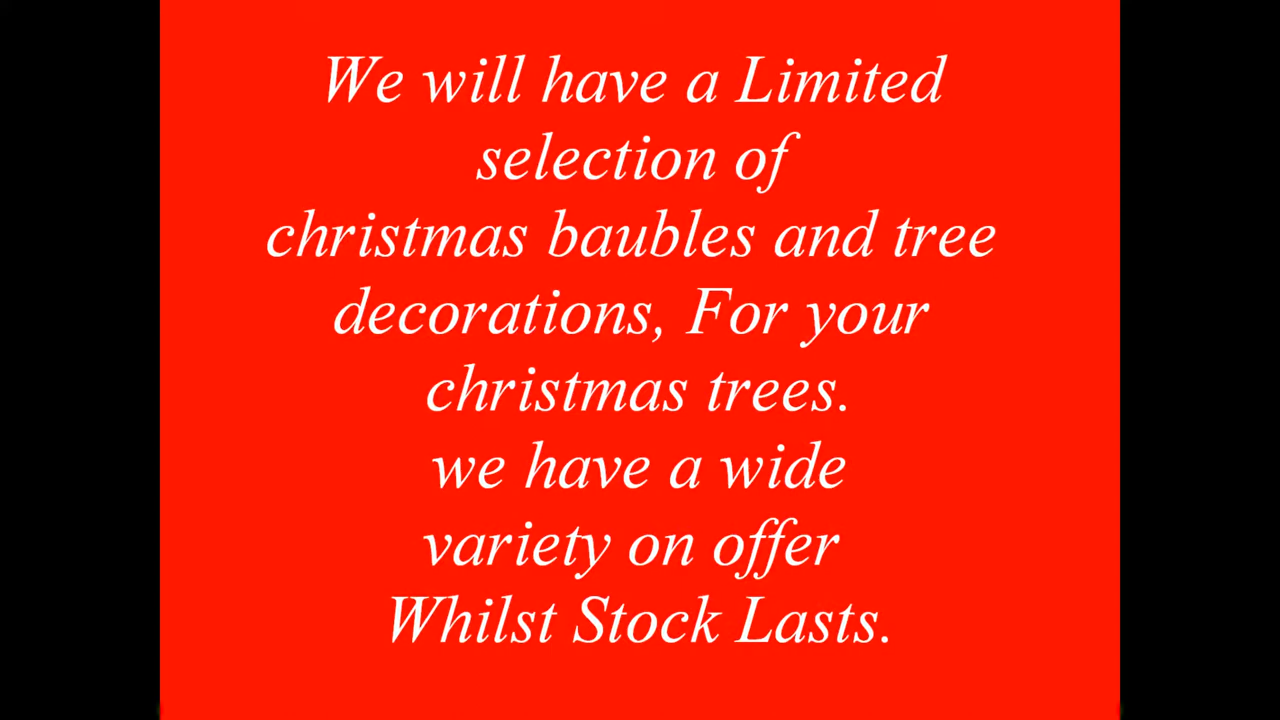 We will have a Limited
selection of
christmas baubles and tree
decorations, For your
christmas trees.
we have a wide
variety on offer
Whilst Stock Lasts.